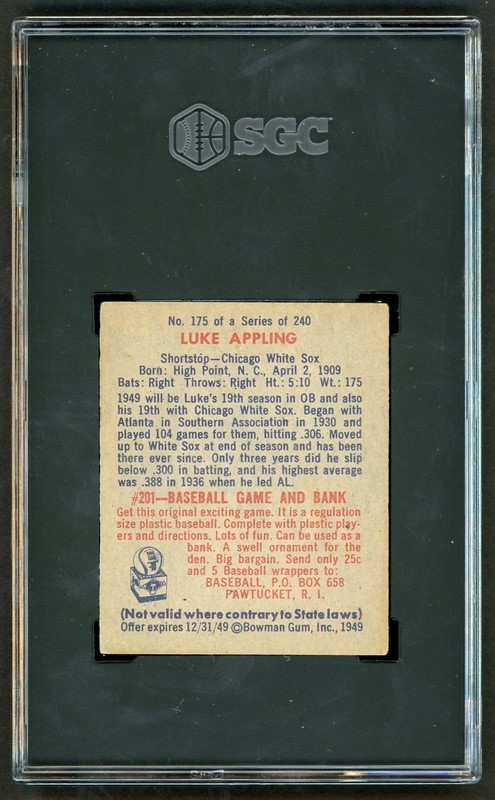 SGC
No. 175 of a Series of 240
LUKE APPLING
Shortstop—Chicago White Sox
Born: High Point, N. C., April 2, 1909
Bats: Right Throws: Right Ht.: 5:10 Wt.: 175
1949 will be Luke's 19th season in OB and also
his 19th with Chicago White Sox. Began with
Atlanta in Southern Association in 1930 and
played 104 games for them, hitting .306. Moved
up to White Sox at end of season and has been
there ever since. Only three years did he slip
below .300 in batting, and his highest average
was .388 in 1936 when he led AL.
#201—BASEBALL GAME AND BANK
Get this original exciting game. It is a regulation
size plastic baseball. Complete with plastic play-
ers and directions. Lots of fun. Can be used as a
bank. A swell ornament for the
den. Big bargain. Send only 25c
and 5 Baseball wrappers to:
BASEBALL, P.O. BOX 658
PAWTUCKET, R. I.
(Not valid where contrary to State laws)
Offer expires 12/31/49 ©Bowman Gum, Inc., 1949